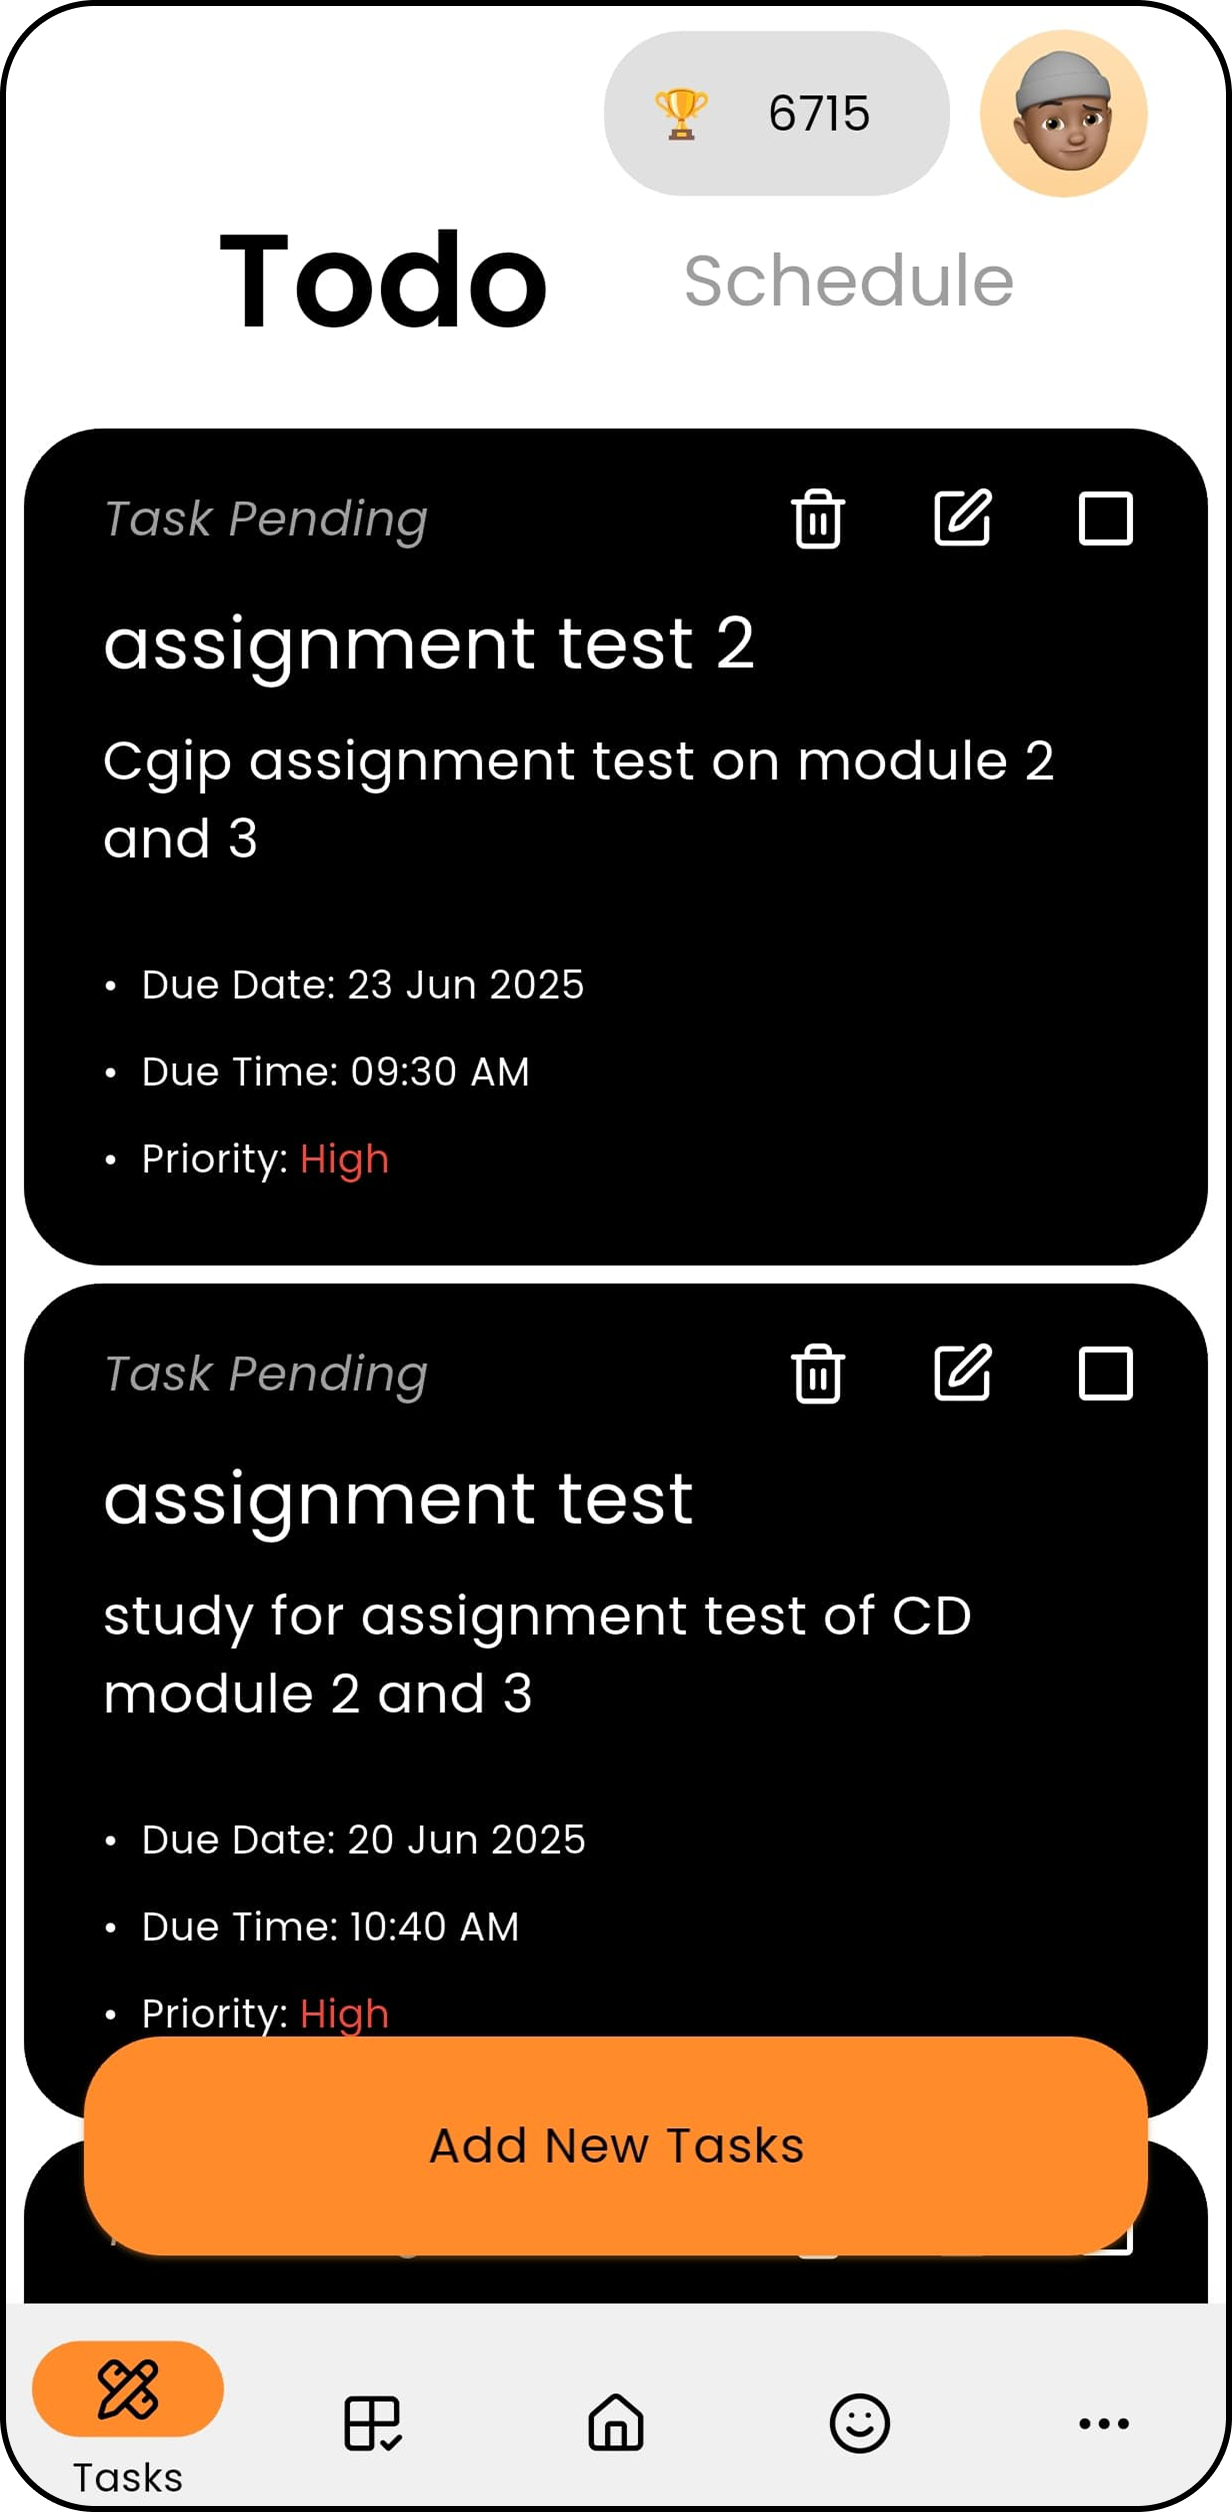 6715
Todo
Schedule
Task Pending
assignment test 2
Cgip assignment test on module 2
and 3
• Due Date: 23 Jun 2025
• Due Time: 09:30 AM
• Priority: High
Task Pending
assignment test
study for assignment test of CD
module 2 and 3
• Due Date: 20 Jun 2025
• Due Time: 10:40 AM
• Priority: High
Add New Tasks
Tasks